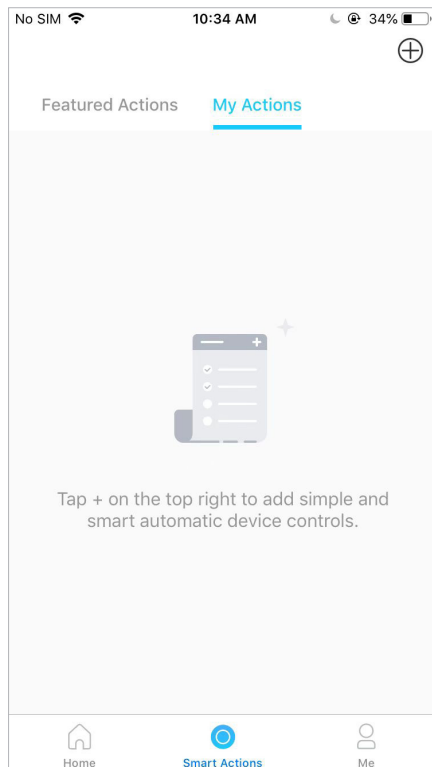 No SIM 10:34 AM 34%
Featured Actions My Actions
Tap + on the top right to add simple and
smart automatic device controls.
Home Smart Actions Me